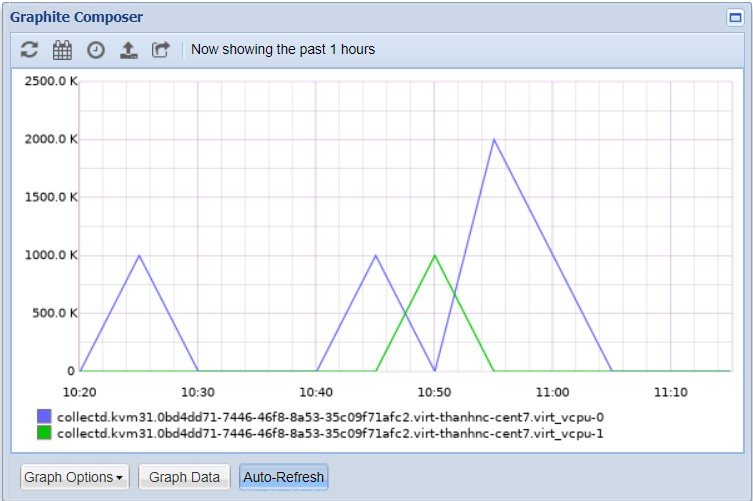 Graphite Composer
Now showing the past 1 hours
2500.0 K
2000.0 K
1500.0 K
1000.0 K
500.0 K
0
10:20 10:30 10:40 10:50 11:00 11:10
collectd.kvm31.0bd4dd71-7446-46f8-8a53-35c09f71afc2.virt-thanhnc-cent7.virt_vcpu-0
collectd.kvm31.0bd4dd71-7446-46f8-8a53-35c09f71afc2.virt-thanhnc-cent7.virt_vcpu-1
Graph Options Graph Data Auto-Refresh